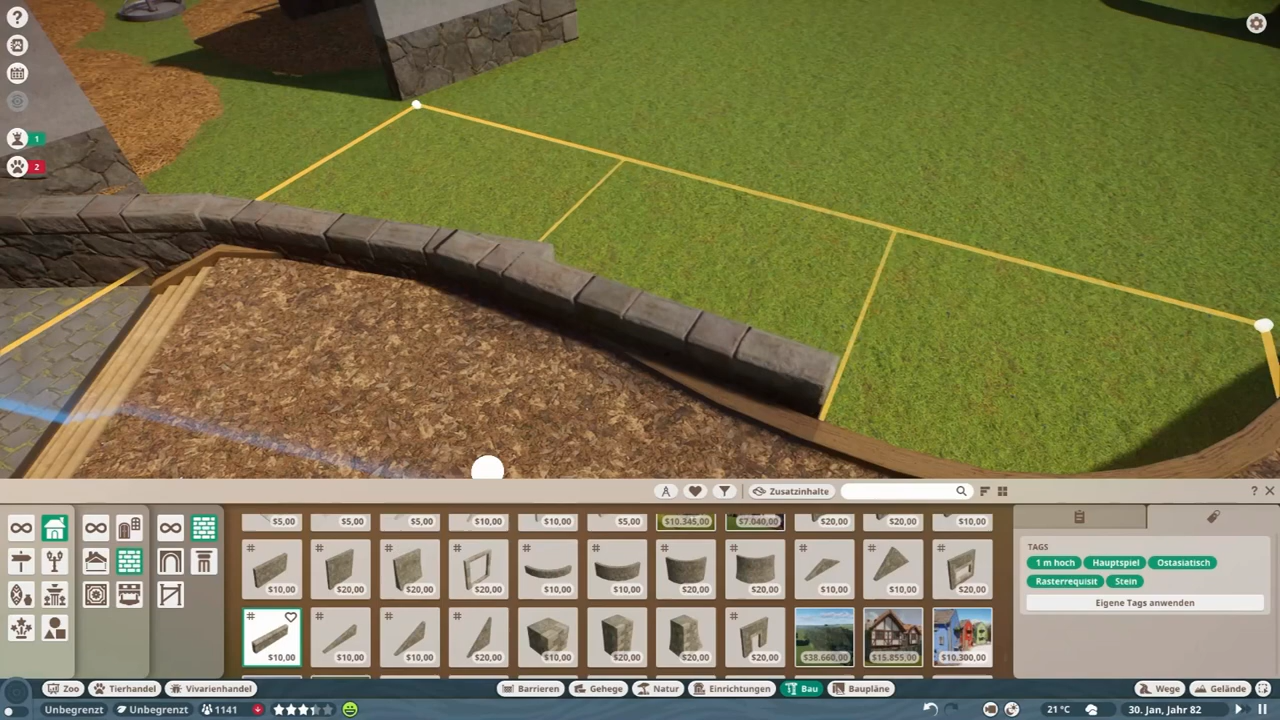 ?
1
2
Zusatzinhalte
? ×
$5,00 $5,00 $5,00 $10,00 $10,00 $5,00 $10.345,00 $7.040,00 $20,00 $20,00 $10,00
# # # # # # # # # # #
$10,00 $20,00 $20,00 $20,00 $10,00 $10,00 $20,00 $20,00 $10,00 $10,00 $20,00
# # # # #
$10,00 $10,00 $10,00 $20,00 $10,00 $20,00 $20,00 $20,00 $38.660,00 $15.855,00 $10.300,00
TAGS
1 m hoch Hauptspiel Ostasiatisch
Rasterrequisit Stein
Eigene Tags anwenden
Zoo Tierhandel Vivarienhandel Barrieren Gehege Natur Einrichtungen Bau Baupläne Wege Gelände
Unbegrenzt Unbegrenzt 1141 21 °C 30. Jan, Jahr 82